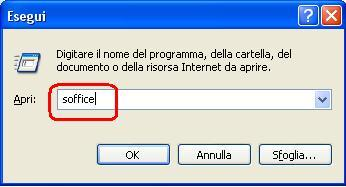 Esegui
Digitare il nome del programma, della cartella, del
documento o della risorsa Internet da aprire.
Apri: soffice
OK Annulla Sfoglia...